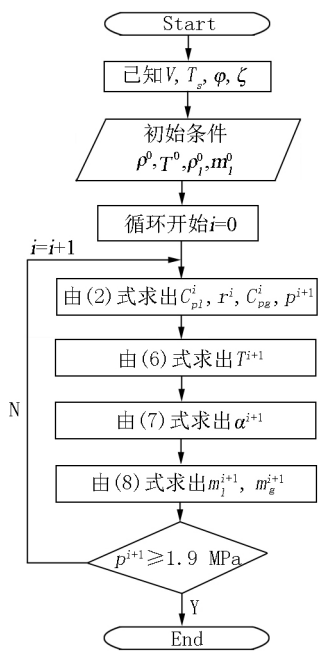 Start
已知V, Tₛ, φ, ζ
初始条件
ρ⁰,T⁰,ρₗ⁰,mₗ⁰
循环开始i=0
i=i+1
由(2)式求出Cₚₗⁱ, rⁱ, Cₚgⁱ, pⁱ⁺¹
由(6)式求出Tⁱ⁺¹
由(7)式求出αⁱ⁺¹
N
由(8)式求出mₗⁱ⁺¹, mgⁱ⁺¹
pⁱ⁺¹≥1.9 MPa
Y
End